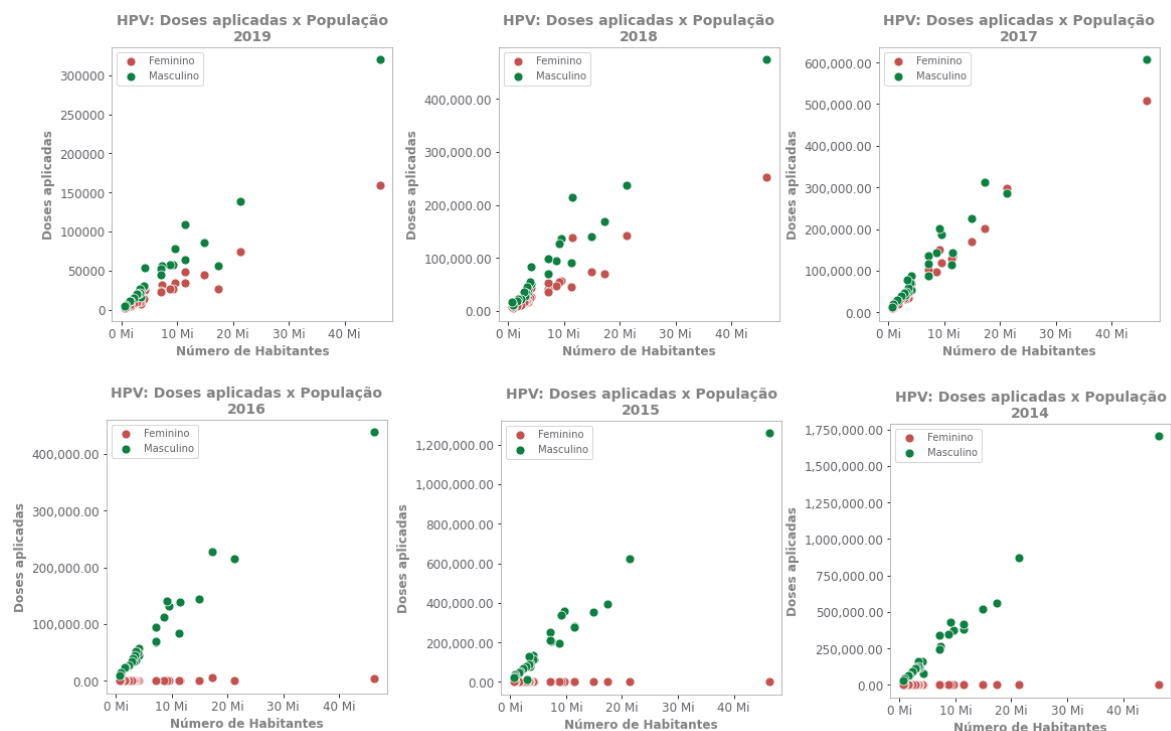 HPV: Doses aplicadas x População
2019
Feminino
Masculino
300000
250000
200000
150000
100000
50000
0
Doses aplicadas
0 Mi
10 Mi
20 Mi
30 Mi
40 Mi
Número de Habitantes
HPV: Doses aplicadas x População
2018
Feminino
Masculino
400,000.00
300,000.00
200,000.00
100,000.00
0.00
Doses aplicadas
0 Mi
10 Mi
20 Mi
30 Mi
40 Mi
Número de Habitantes
HPV: Doses aplicadas x População
2017
Feminino
Masculino
600,000.00
500,000.00
400,000.00
300,000.00
200,000.00
100,000.00
0.00
Doses aplicadas
0 Mi
10 Mi
20 Mi
30 Mi
40 Mi
Número de Habitantes
HPV: Doses aplicadas x População
2016
Feminino
Masculino
400,000.00
300,000.00
200,000.00
100,000.00
0.00
Doses aplicadas
0 Mi
10 Mi
20 Mi
30 Mi
40 Mi
Número de Habitantes
HPV: Doses aplicadas x População
2015
Feminino
Masculino
1,200,000.00
1,000,000.00
800,000.00
600,000.00
400,000.00
200,000.00
0.00
Doses aplicadas
0 Mi
10 Mi
20 Mi
30 Mi
40 Mi
Número de Habitantes
HPV: Doses aplicadas x População
2014
Feminino
Masculino
1,750,000.00
1,500,000.00
1,250,000.00
1,000,000.00
750,000.00
500,000.00
250,000.00
0.00
Doses aplicadas
0 Mi
10 Mi
20 Mi
30 Mi
40 Mi
Número de Habitantes